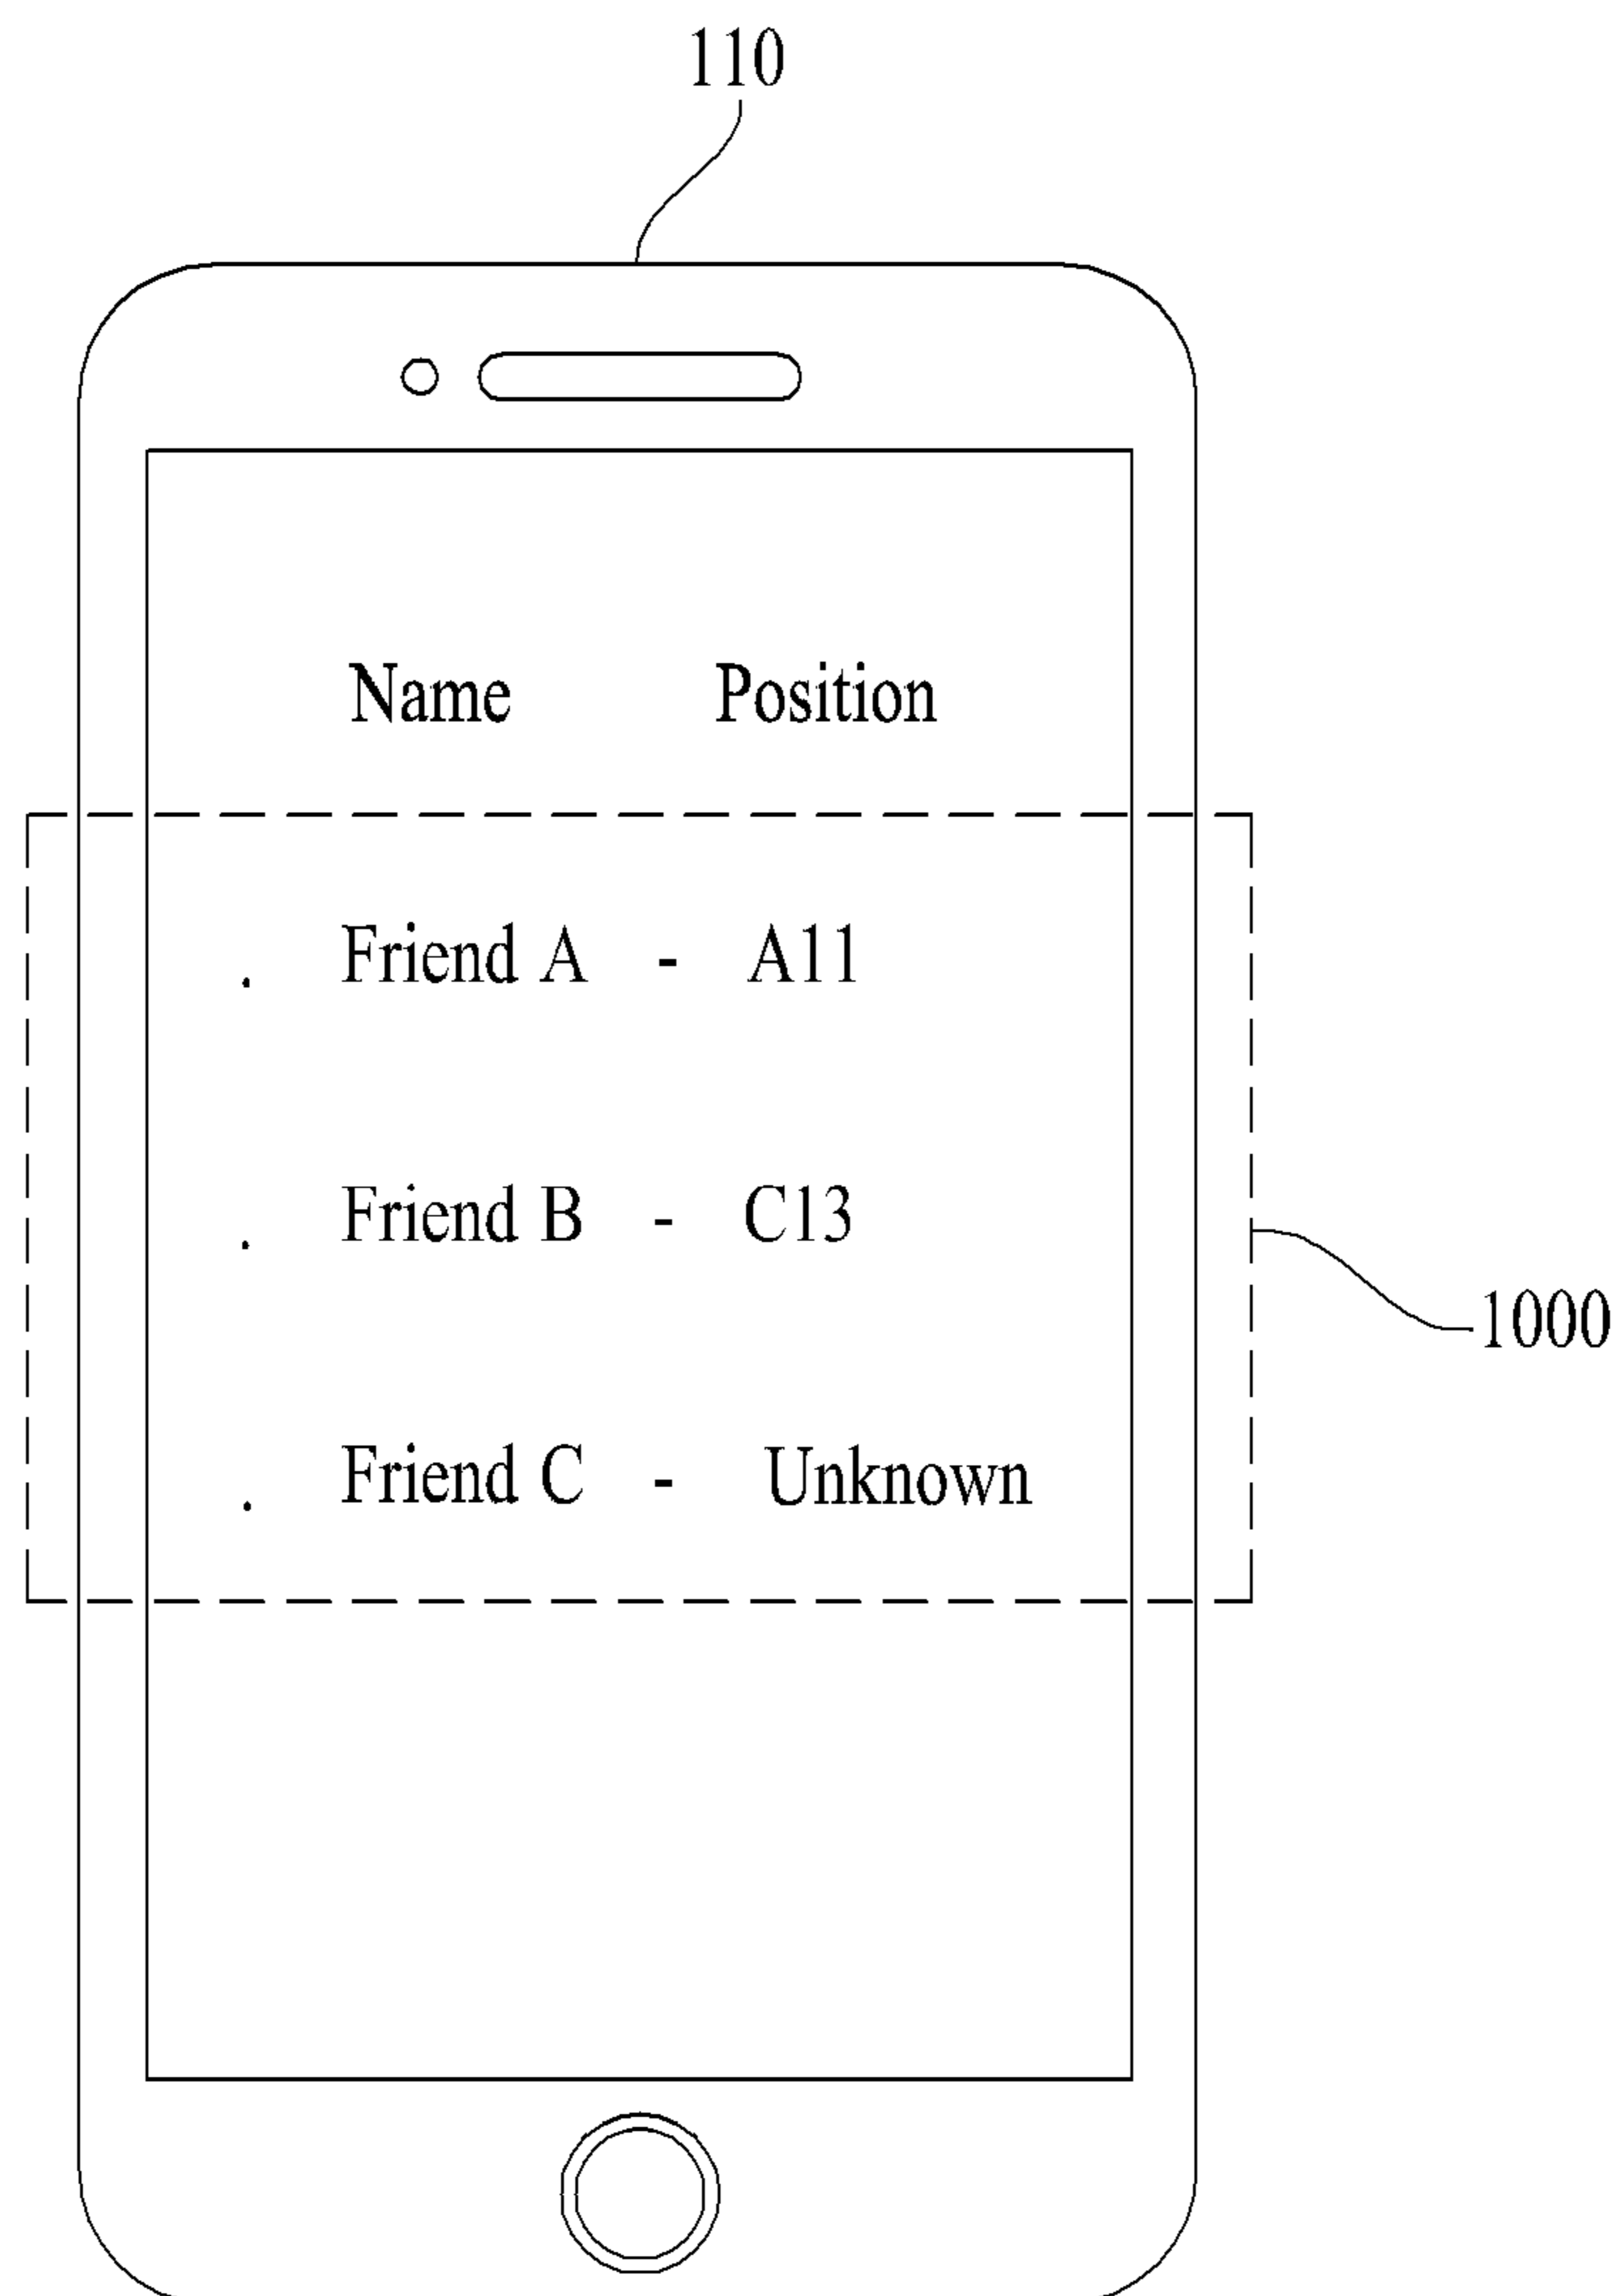 110
Name Position
. Friend A - A11
. Friend B - C13
1000
. Friend C - Unknown